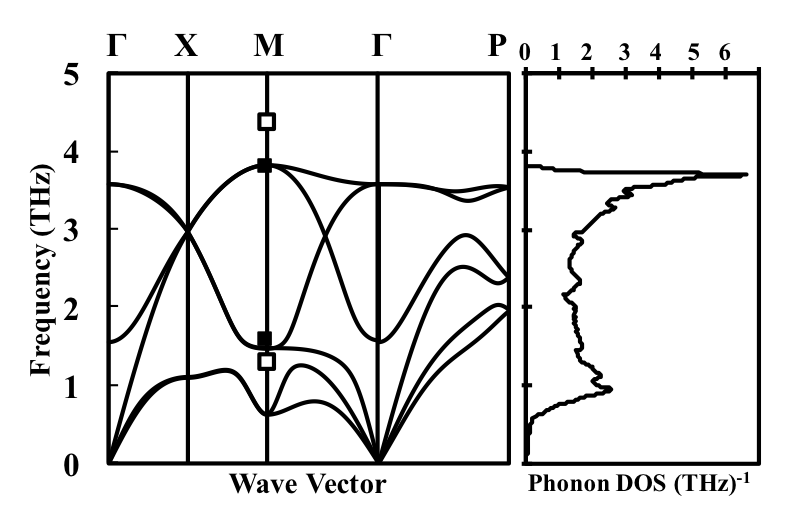 Γ X M Γ P
0 1 2 3 4 5 6
5
4
3
2
1
0
Frequency (THz)
Wave Vector
Phonon DOS (THz)-1